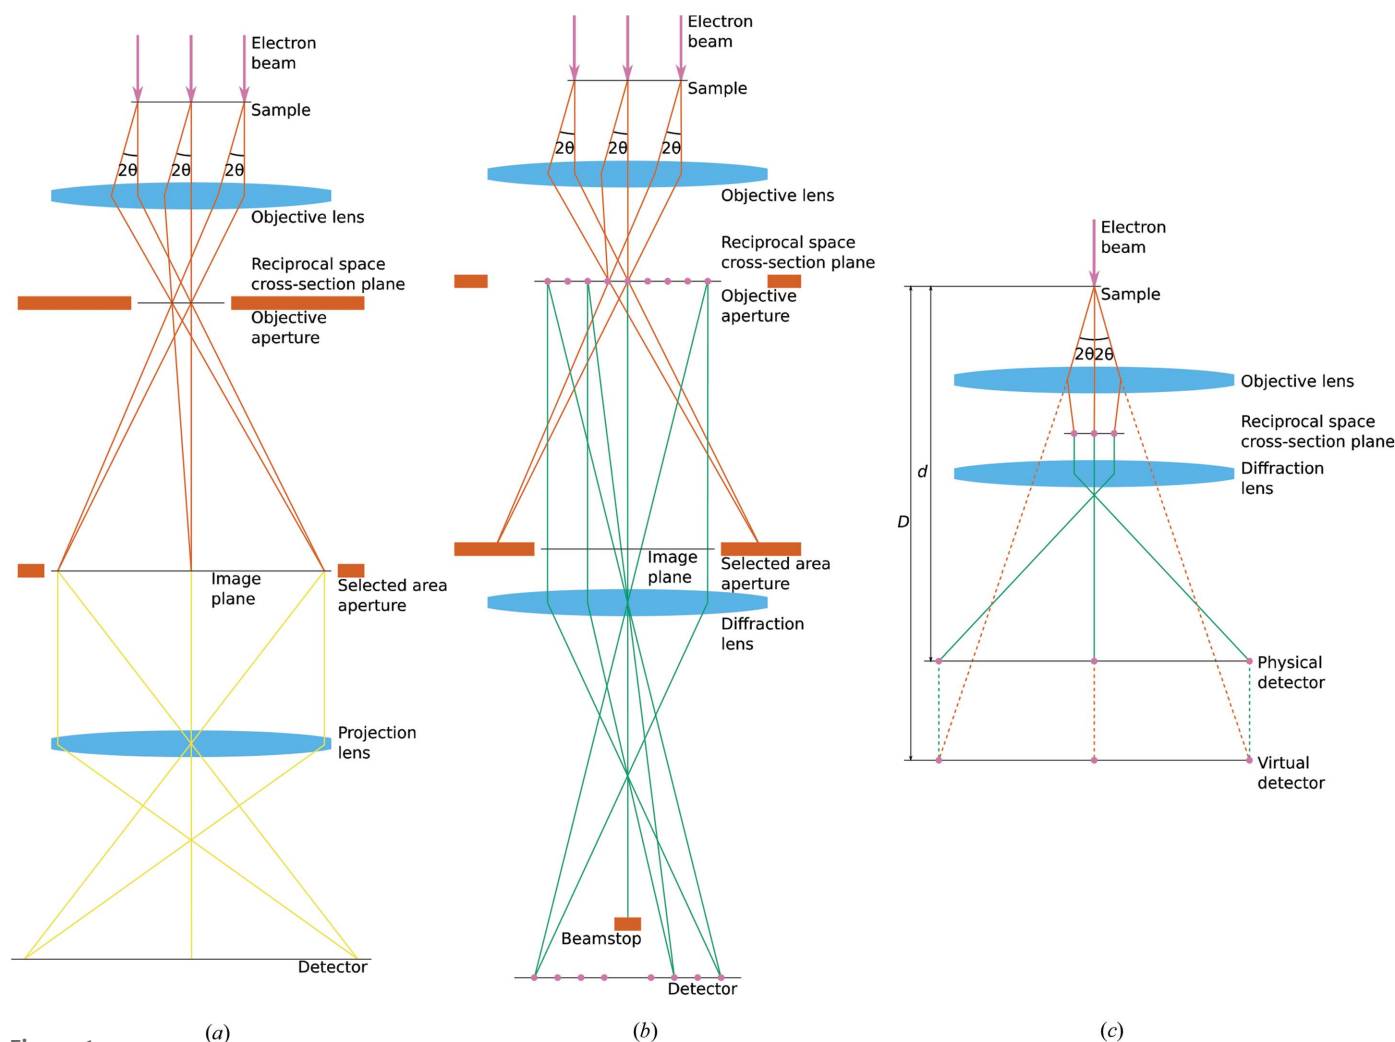 Electron
beam
Sample
2θ
2θ
2θ
Objective lens
Reciprocal space
cross-section plane
Objective
aperture
Image
plane
Selected area
aperture
Projection
lens
Detector
(a)
Electron
beam
Sample
2θ
2θ
2θ
Objective lens
Reciprocal space
cross-section plane
Objective
aperture
Image
plane
Selected area
aperture
Diffraction
lens
Beamstop
Detector
(b)
Electron
beam
Sample
2θ2θ
Objective lens
Reciprocal space
cross-section plane
Diffraction
lens
d
D
Physical
detector
Virtual
detector
(c)